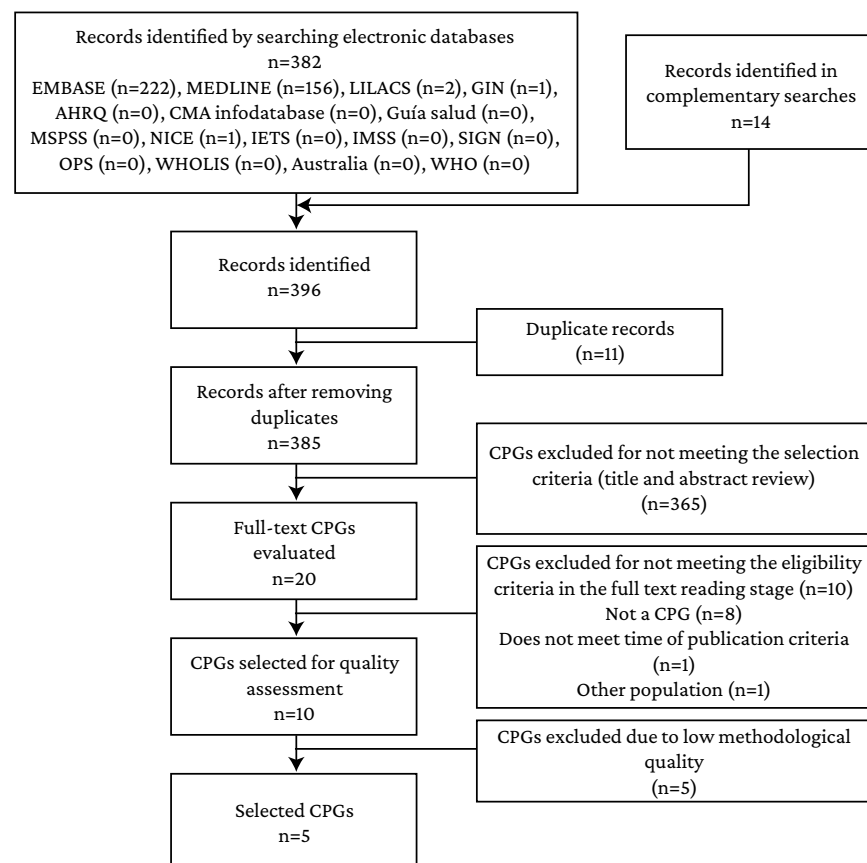 Records identified by searching electronic databases
n=382
EMBASE (n=222), MEDLINE (n=156), LILACS (n=2), GIN (n=1),
AHRQ (n=0), CMA infodatabase (n=0), Guía salud (n=0),
MSPSS (n=0), NICE (n=1), IETS (n=0), IMSS (n=0), SIGN (n=0),
OPS (n=0), WHOLIS (n=0), Australia (n=0), WHO (n=0)
Records identified in
complementary searches
n=14
Records identified
n=396
Duplicate records
(n=11)
Records after removing
duplicates
n=385
CPGs excluded for not meeting the selection
criteria (title and abstract review)
(n=365)
Full-text CPGs
evaluated
n=20
CPGs excluded for not meeting the eligibility
criteria in the full text reading stage (n=10)
Not a CPG (n=8)
Does not meet time of publication criteria
(n=1)
Other population (n=1)
CPGs selected for quality
assessment
n=10
CPGs excluded due to low methodological
quality
(n=5)
Selected CPGs
n=5